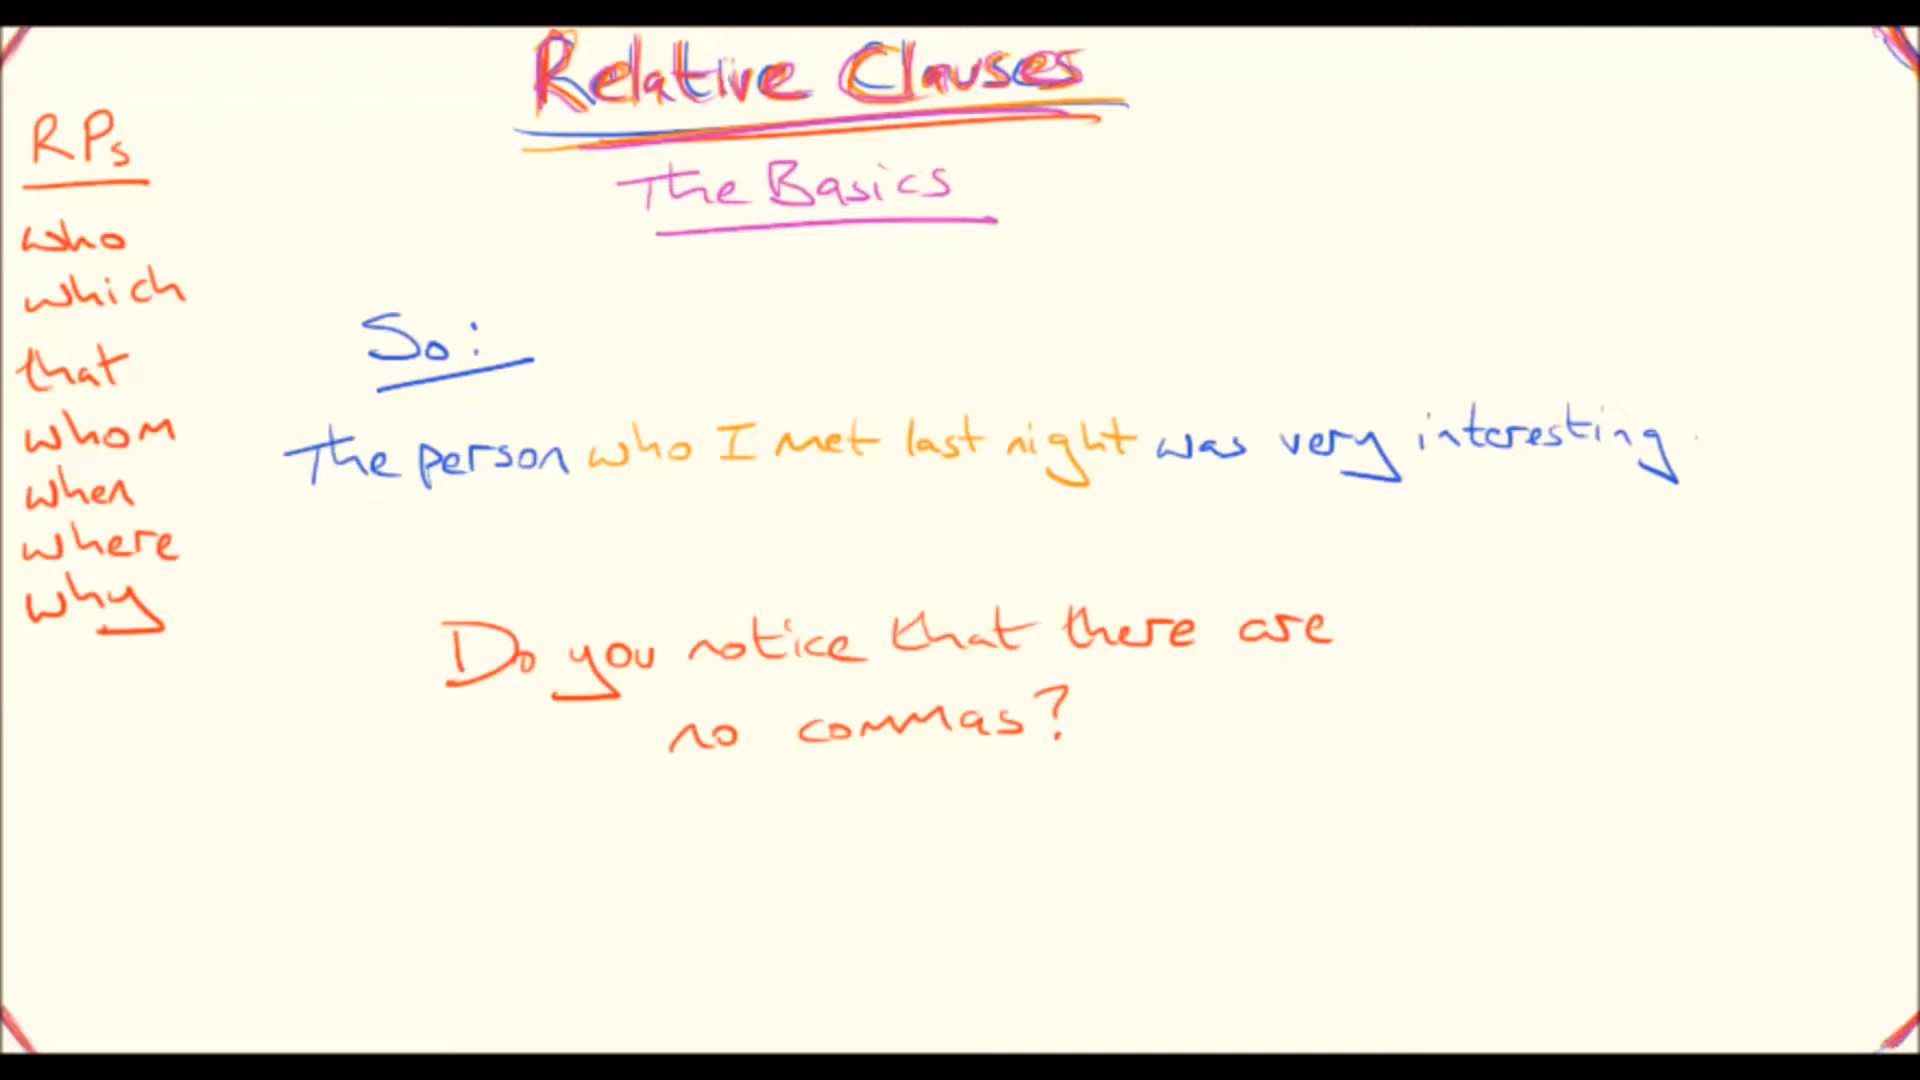 Relative Clauses
The Basics
RPs
who
which
that
whom
when
where
why
So:
The person who I met last night was very interesting.
Do you notice that there are
no commas?